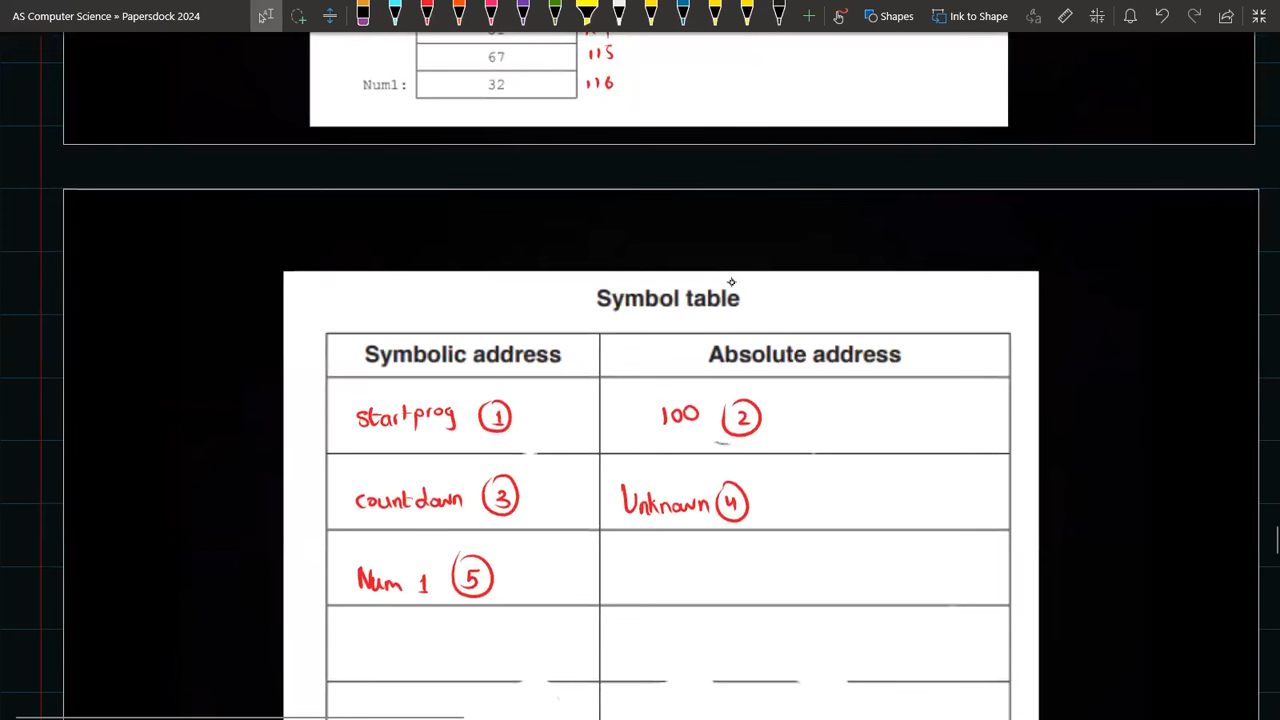 AS Computer Science » Papersdock 2024
Shapes
Ink to Shape
67 115
Num1: 32 116
Symbol table
Symbolic address Absolute address
startprog 1 100 2
countdown 3 Unknown 4
Num 1 5